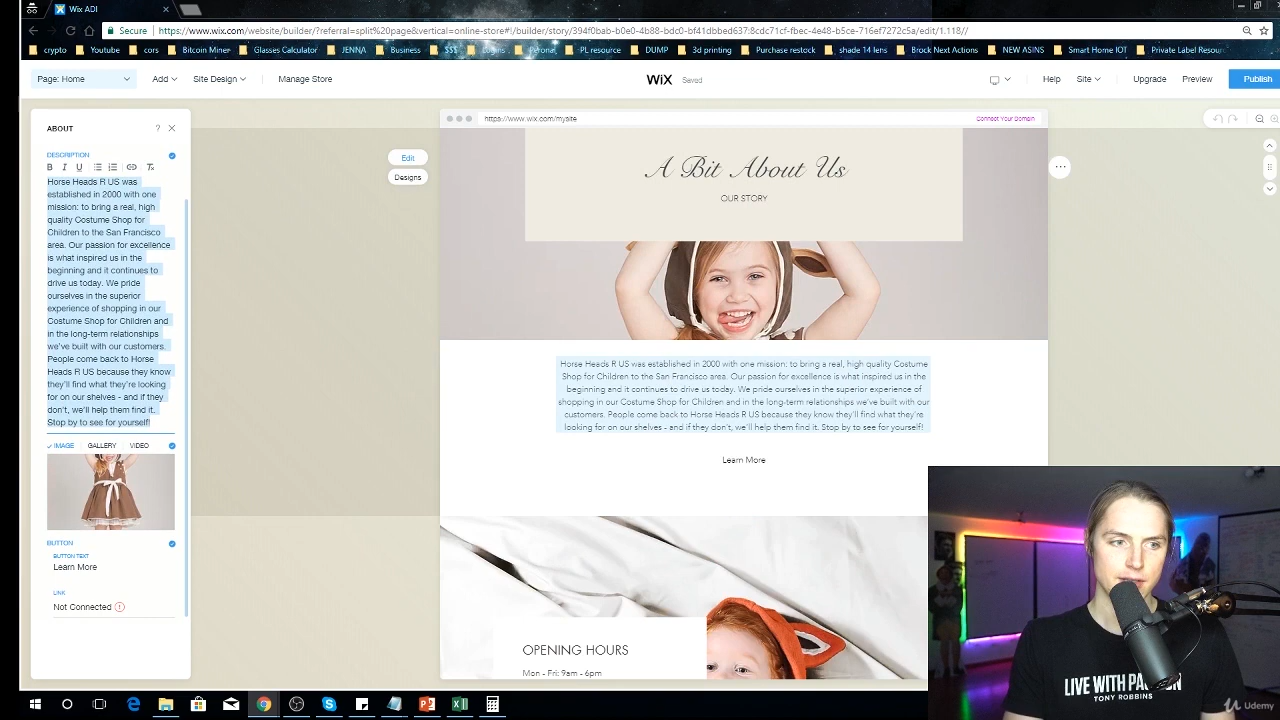 Wix ADI
Secure https://www.wix.com/website/builder/?referral=split%20page&vertical=online-store#!/builder/story/394f0bab-b0e0-4b88-bdc0-bf41dbbed637:8cdc71cf-fbec-4e48-b5ce-716ef7272c5a/edit/1.118//
crypto Youtube cors Bitcoin Miner Glasses Calculator JENNA Business $$$ Logins Peronal PL resource DUMP 3d printing Purchase restock shade 14 lens Brock Next Actions NEW ASINS Smart Home IOT Private Label Resour
Page: Home Add Site Design Manage Store WiX Saved Help Site Upgrade Preview Publish
ABOUT ?
https://www.wix.com/mysite Connect Your Domain
DESCRIPTION
B I U Tx
Horse Heads R US was
established in 2000 with one
mission: to bring a real, high
quality Costume Shop for
Children to the San Francisco
area. Our passion for excellence
is what inspired us in the
beginning and it continues to
drive us today. We pride
ourselves in the superior
experience of shopping in our
Costume Shop for Children and
in the long-term relationships
we've built with our customers.
People come back to Horse
Heads R US because they know
they'll find what they're looking
for on our shelves - and if they
don't, we'll help them find it.
Stop by to see for yourself!
IMAGE GALLERY VIDEO
BUTTON
BUTTON TEXT
Learn More
LINK
Not Connected
Edit
Designs
A Bit About Us
OUR STORY
Horse Heads R US was established in 2000 with one mission: to bring a real, high quality Costume
Shop for Children to the San Francisco area. Our passion for excellence is what inspired us in the
beginning and it continues to drive us today. We pride ourselves in the superior experience of
shopping in our Costume Shop for Children and in the long-term relationships we've built with our
customers. People come back to Horse Heads R US because they know they'll find what they're
looking for on our shelves - and if they don't, we'll help them find it. Stop by to see for yourself!
Learn More
OPENING HOURS
Mon - Fri: 9am - 6pm
LIVE WITH
TONY ROBBINS
Udemy